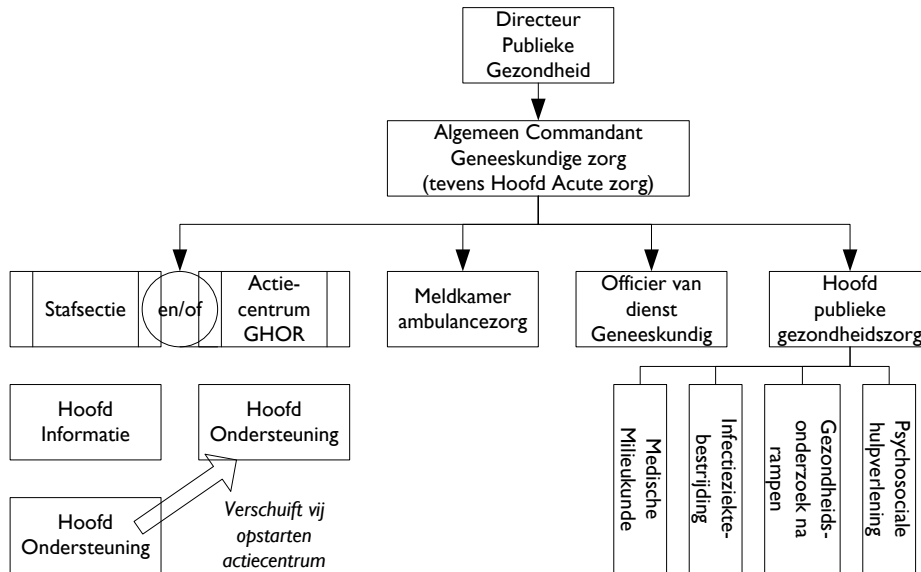 Directeur
Publieke
Gezondheid
Algemeen Commandant
Geneeskundige zorg
(tevens Hoofd Acute zorg)
Stafsectie
en/of
Actie-
centrum
GHOR
Meldkamer
ambulancezorg
Officier van
dienst
Geneeskundig
Hoofd
publieke
gezondheidszorg
Hoofd
Informatie
Hoofd
Ondersteuning
Hoofd
Ondersteuning
Verschuift vij
opstarten
actiecentrum
Medische
Milieukunde
Infectieziekte-
bestrijding
Gezondheids-
onderzoek na
rampen
Psychosociale
hulpverlening